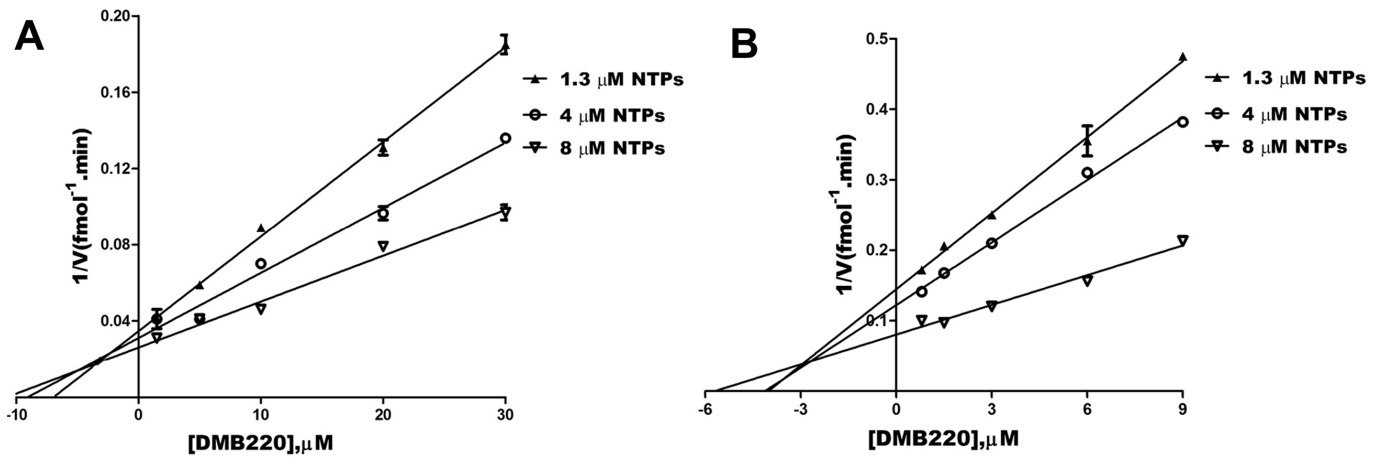 A
0.20
0.16
0.12
0.08
0.04
1/V(fmol⁻¹.min)
-10 0 10 20 30
[DMB220],μM
1.3 μM NTPs
4 μM NTPs
8 μM NTPs
B
0.5
0.4
0.3
0.2
0.1
1/V(fmol⁻¹.min)
-6 -3 0 3 6 9
[DMB220],μM
1.3 μM NTPs
4 μM NTPs
8 μM NTPs